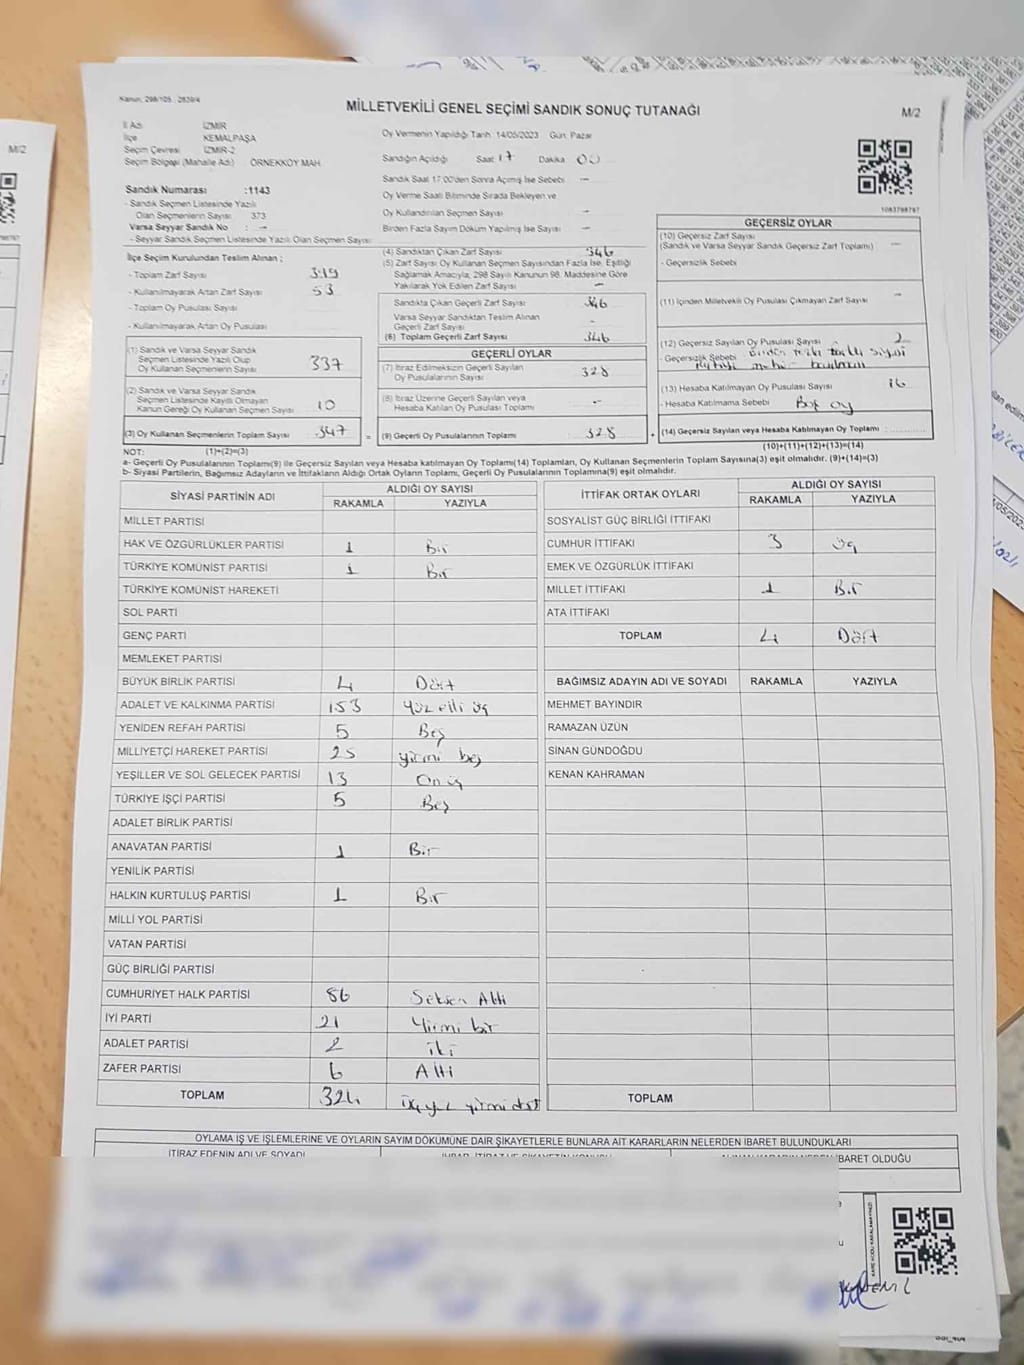 Kanun; 298/105 , 2839/4
MİLLETVEKİLİ GENEL SEÇİMİ SANDIK SONUÇ TUTANAĞI
M/2
M/2
İl Adı İZMİR
İlçe KEMALPAŞA
Seçim Çevresi İZMİR-2
Seçim Bölgesi (Mahalle Adı) ÖRNEKKÖY MAH.
Sandık Numarası :1143
- Sandık Seçmen Listesinde Yazılı
Olan Seçmenlerin Sayısı 373
Varsa Seyyar Sandık No : -
- Seyyar Sandık Seçmen Listesinde Yazılı Olan Seçmen Sayısı
İlçe Seçim Kurulundan Teslim Alınan ;
- Toplam Zarf Sayısı
- Kullanılmayarak Artan Zarf Sayısı 53
- Toplam Oy Pusulası Sayısı
- Kullanılmayarak Artan Oy Pusulası
(1) Sandık ve Varsa Seyyar Sandık
Seçmen Listesinde Yazılı Olup
Oy Kullanan Seçmenlerin Sayısı 337
(2) Sandık ve Varsa Seyyar Sandık
Seçmen Listesinde Kayıtlı Olmayan
Kanun Gereği Oy Kullanan Seçmen Sayısı 10
(3) Oy Kullanan Seçmenlerin Toplam Sayısı 347 =
Oy Vermenin Yapıldığı Tarih :14/05/2023 Gün: Pazar
Sandığın Açıldığı Saat 17 Dakika 00
Sandık Saat 17:00'den Sonra Açılmış İse Sebebi -
Oy Verme Saati Bitiminde Sırada Bekleyen ve
Oy Kullandırılan Seçmen Sayısı -
Birden Fazla Sayım Döküm Yapılmış İse Sayısı -
(4) Sandıktan Çıkan Zarf Sayısı 346
(5) Zarf Sayısı Oy Kullanan Seçmen Sayısından Fazla İse, Eşitliği
Sağlamak Amacıyla, 298 Sayılı Kanunun 98. Maddesine Göre
Yakılarak Yok Edilen Zarf Sayısı -
Sandıkta Çıkan Geçerli Zarf Sayısı 346
Varsa Seyyar Sandıktan Teslim Alınan
Geçerli Zarf Sayısı -
(6) Toplam Geçerli Zarf Sayısı 346
GEÇERLİ OYLAR
(7) İtiraz Edilmeksizin Geçerli Sayılan
Oy Pusulalarının Sayısı 328
(8) İtiraz Üzerine Geçerli Sayılan veya
Hesaba Katılan Oy Pusulası Toplamı -
(9) Geçerli Oy Pusulalarının Toplamı 328 +
1083798797
GEÇERSİZ OYLAR
(10) Geçersiz Zarf Sayısı
(Sandık ve Varsa Seyyar Sandık Geçersiz Zarf Toplamı) -
- Geçersizlik Sebebi
(11) İçinden Milletvekili Oy Pusulası Çıkmayan Zarf Sayısı -
(12) Geçersiz Sayılan Oy Pusulası Sayısı 2
- Geçersizlik Sebebi
(13) Hesaba Katılmayan Oy Pusulası Sayısı 16
- Hesaba Katılmama Sebebi Boş oy
(14) Geçersiz Sayılan veya Hesaba Katılmayan Oy Toplamı :
(10)+(11)+(12)+(13)=(14)
NOT: (1)+(2)=(3)
a- Geçerli Oy Pusulalarının Toplamı(9) ile Geçersiz Sayılan veya Hesaba katılmayan Oy Toplamı(14) Toplamları, Oy Kullanan Seçmenlerin Toplam Sayısına(3) eşit olmalıdır. (9)+(14)=(3)
b- Siyasi Partilerin, Bağımsız Adayların ve İttifakların Aldığı Ortak Oyların Toplamı, Geçerli Oy Pusulalarının Toplamına(9) eşit olmalıdır.
SİYASİ PARTİNİN ADI ALDIĞI OY SAYISI
RAKAMLA YAZIYLA
MİLLET PARTİSİ
HAK VE ÖZGÜRLÜKLER PARTİSİ 1 Bir
TÜRKİYE KOMÜNİST PARTİSİ 1 Bir
TÜRKİYE KOMÜNİST HAREKETİ
SOL PARTİ
GENÇ PARTİ
MEMLEKET PARTİSİ
BÜYÜK BİRLİK PARTİSİ 4 Dört
ADALET VE KALKINMA PARTİSİ 153 Yüz elli üç
YENİDEN REFAH PARTİSİ 5 Beş
MİLLİYETÇİ HAREKET PARTİSİ 25 yirmi beş
YEŞİLLER VE SOL GELECEK PARTİSİ 13 On üç
TÜRKİYE İŞÇİ PARTİSİ 5 Beş
ADALET BİRLİK PARTİSİ
ANAVATAN PARTİSİ 1 Bir
YENİLİK PARTİSİ
HALKIN KURTULUŞ PARTİSİ 1 Bir
MİLLİ YOL PARTİSİ
VATAN PARTİSİ
GÜÇ BİRLİĞİ PARTİSİ
CUMHURİYET HALK PARTİSİ 86 Seksen Altı
İYİ PARTİ 21 Yirmi bir
ADALET PARTİSİ 2 iki
ZAFER PARTİSİ 6 Altı
TOPLAM 324 üçyüz yirmi dört
İTTİFAK ORTAK OYLARI ALDIĞI OY SAYISI
RAKAMLA YAZIYLA
SOSYALİST GÜÇ BİRLİĞİ İTTİFAKI
CUMHUR İTTİFAKI 3 üç
EMEK VE ÖZGÜRLÜK İTTİFAKI
MİLLET İTTİFAKI 1 Bir
ATA İTTİFAKI
TOPLAM 4 Dört
BAĞIMSIZ ADAYIN ADI VE SOYADI RAKAMLA YAZIYLA
MEHMET BAYINDIR
RAMAZAN ÜZÜN
SİNAN GÜNDOĞDU
KENAN KAHRAMAN
TOPLAM
OYLAMA İŞ VE İŞLEMLERİNE VE OYLARIN SAYIM DÖKÜMÜNE DAİR ŞİKAYETLERLE BUNLARA AİT KARARLARIN NELERDEN İBARET BULUNDUKLARI
İTİRAZ EDENİN ADI VE SOYADI
İBARET OLDUĞU